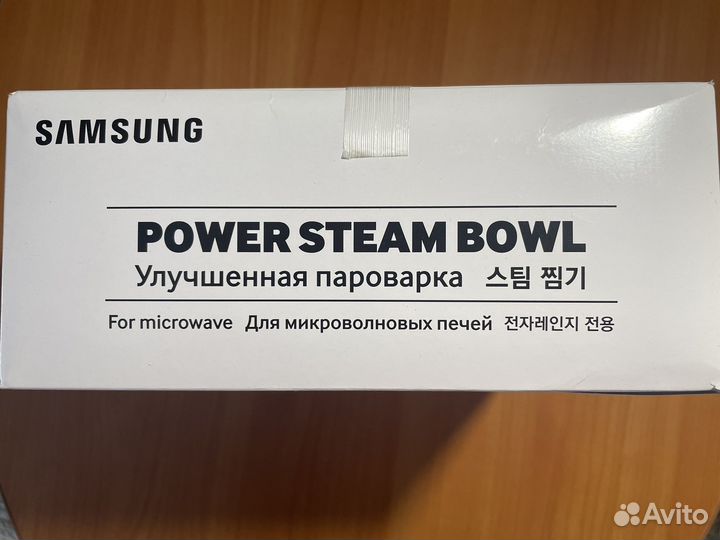 SAMSUNG
POWER STEAM BOWL
Улучшенная пароварка 스팀 찜기
For microwave Для микроволновых печей 전자레인지 전용
Avito